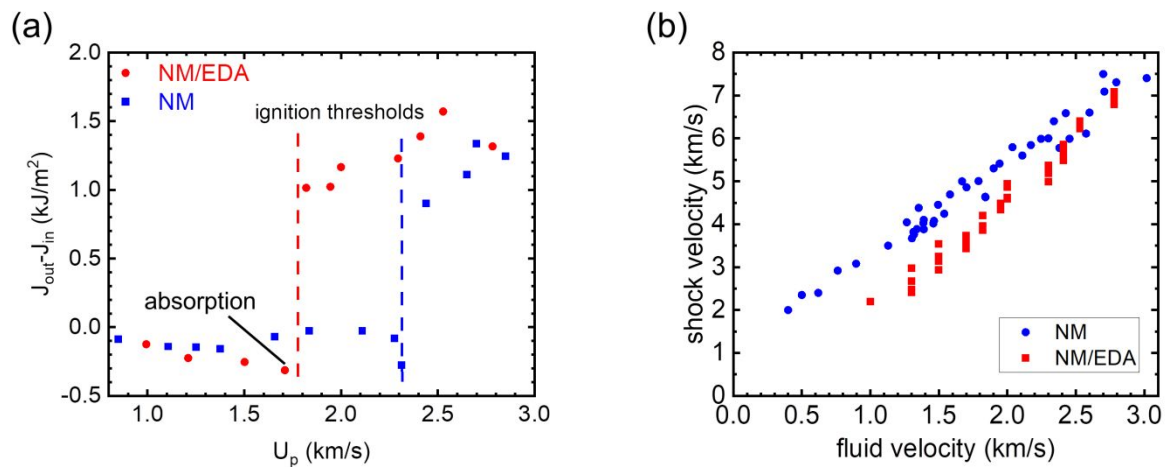 (a)
2.0
1.5
1.0
0.5
0.0
-0.5
J_out-J_in (kJ/m²)
NM/EDA
NM
ignition thresholds
absorption
1.0
1.5
2.0
2.5
3.0
U_p (km/s)
(b)
8
7
6
5
4
3
2
1
0
shock velocity (km/s)
NM
NM/EDA
0.0
0.5
1.0
1.5
2.0
2.5
3.0
fluid velocity (km/s)